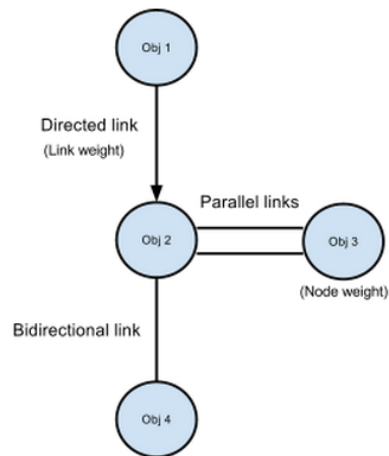 Obj 1
Directed link
(Link weight)
Parallel links
Obj 2
Obj 3
(Node weight)
Bidirectional link
Obj 4